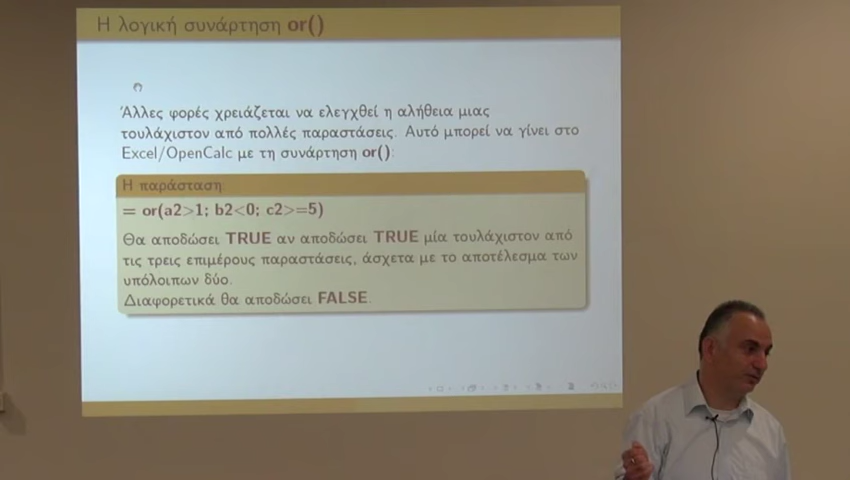 Η λογική συνάρτηση or()
Άλλες φορές χρειάζεται να ελεγχθεί η αλήθεια μιας
τουλάχιστον από πολλές παραστάσεις. Αυτό μπορεί να γίνει στο
Excel/OpenCalc με τη συνάρτηση or():
Η παράσταση
= or(a2>1; b2<0; c2>=5)
Θα αποδώσει TRUE αν αποδώσει TRUE μία τουλάχιστον από
τις τρεις επιμέρους παραστάσεις, άσχετα με το αποτέλεσμα των
υπόλοιπων δύο.
Διαφορετικά θα αποδώσει FALSE.